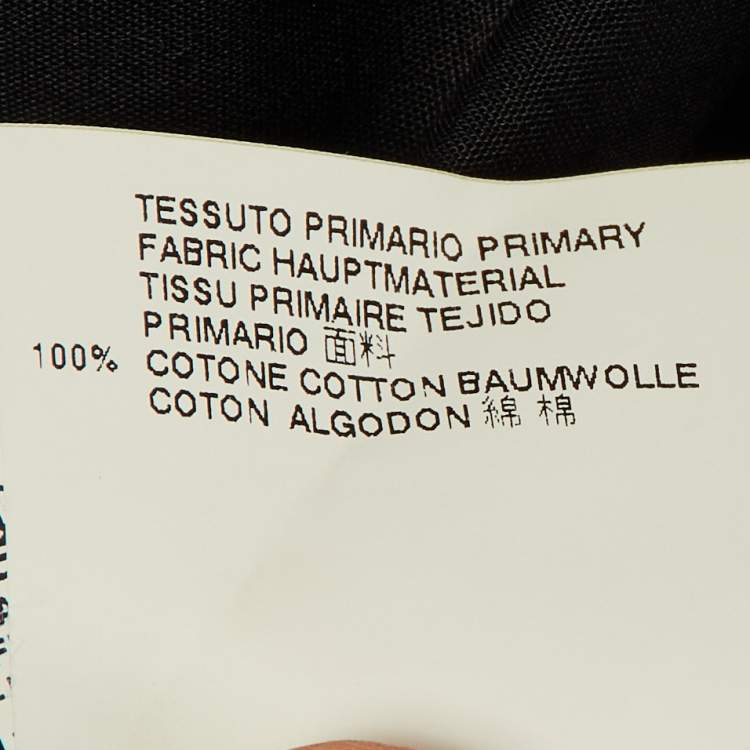 TESSUTO PRIMARIO PRIMARY
FABRIC HAUPTMATERIAL
TISSU PRIMAIRE TEJIDO
PRIMARIO 面料
100% COTONE COTTON BAUMWOLLE
COTON ALGODON 綿 棉